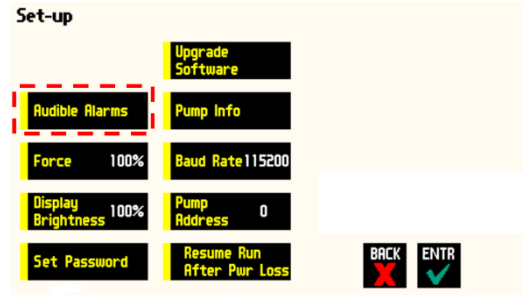 Set-up
Upgrade
Software
Audible Alarms
Pump Info
Force 100%
Baud Rate 115200
Display
Brightness 100%
Pump
Address 0
Set Password
Resume Run
After Pwr Loss
BACK
ENTR